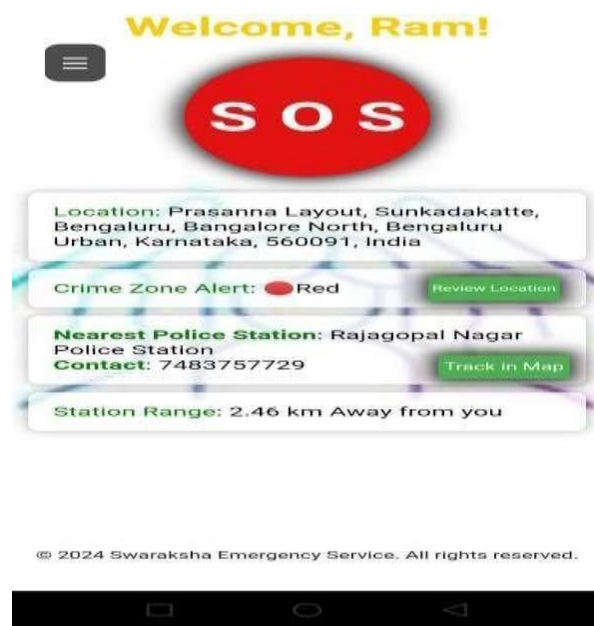 Welcome, Ram!
SOS
Location: Prasanna Layout, Sunkadakatte,
Bengaluru, Bangalore North, Bengaluru
Urban, Karnataka, 560091, India
Crime Zone Alert: 🔴Red
Review Location
Nearest Police Station: Rajagopal Nagar
Police Station
Contact: 7483757729
Track in Map
Station Range: 2.46 km Away from you
© 2024 Swaraksha Emergency Service. All rights reserved.